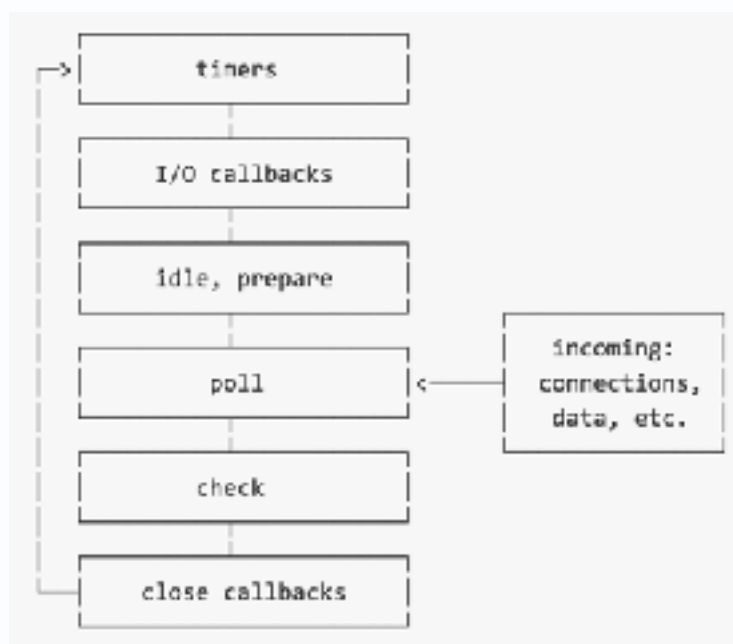 timers
I/O callbacks
idle, prepare
incoming:
poll
connections,
data, etc.
check
close callbacks